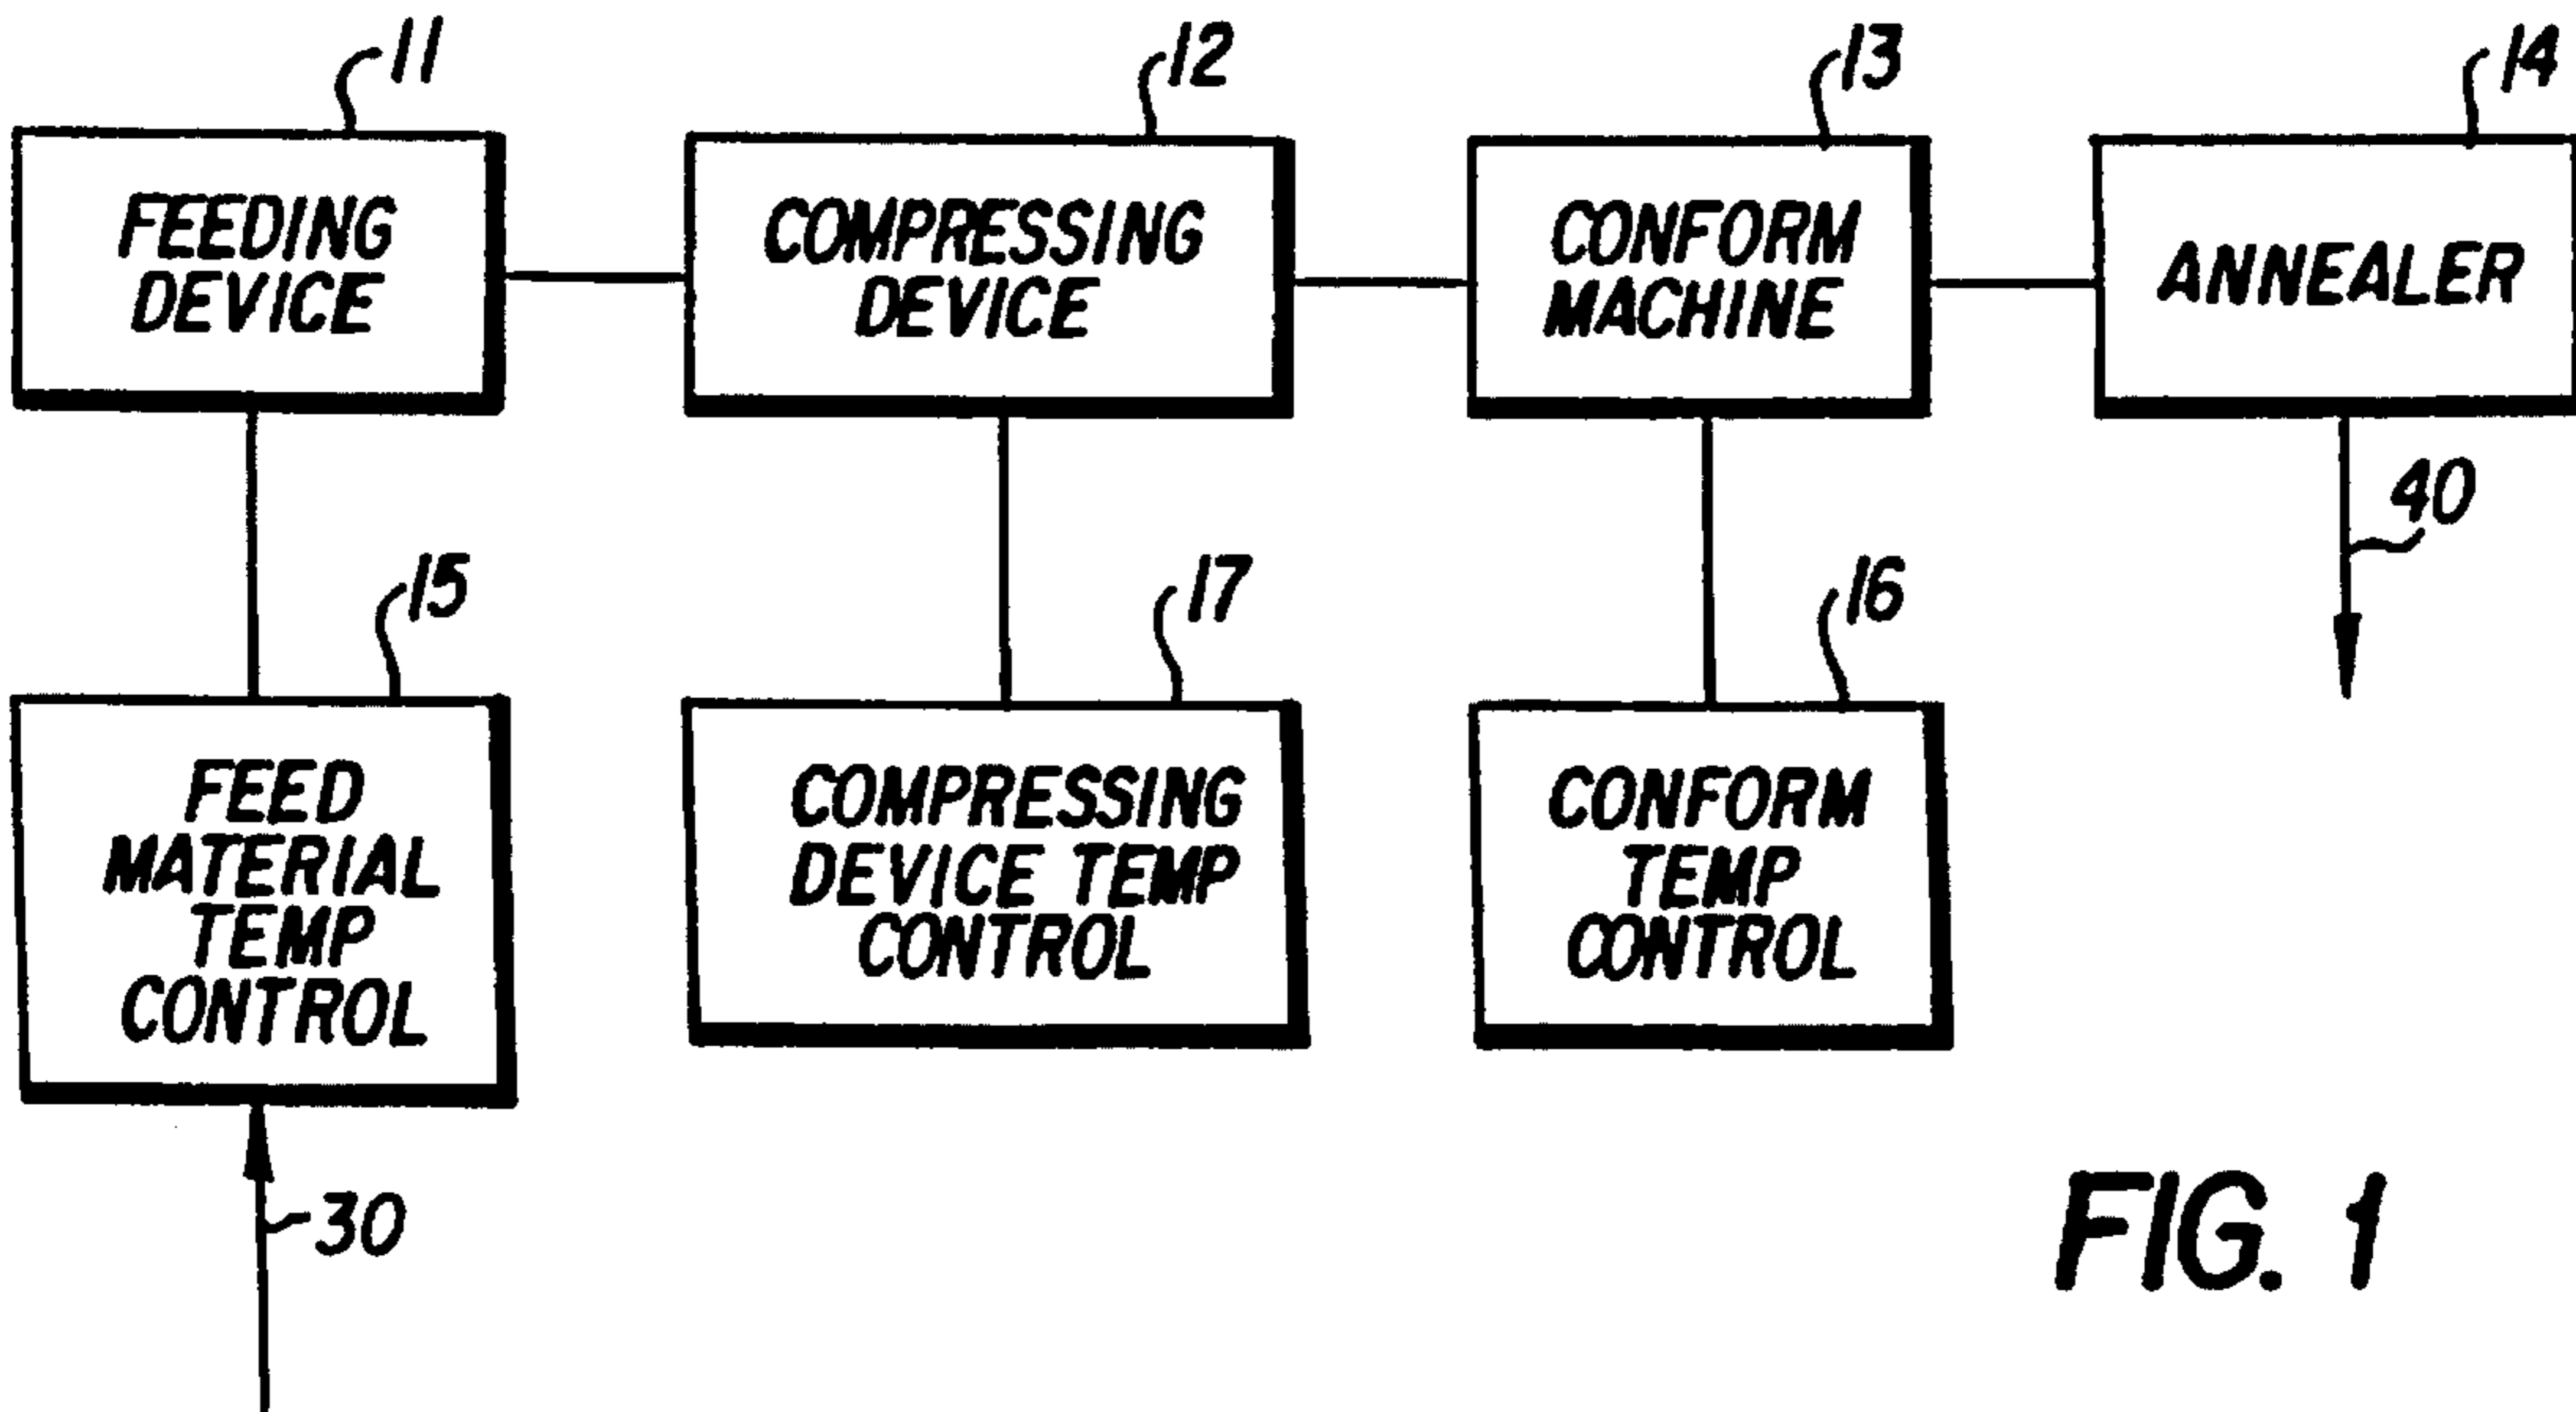 11
12
13
14
FEEDING
DEVICE
COMPRESSING
DEVICE
CONFORM
MACHINE
ANNEALER
40
15
17
16
FEED
MATERIAL
TEMP
CONTROL
COMPRESSING
DEVICE TEMP
CONTROL
CONFORM
TEMP
CONTROL
30
FIG. 1